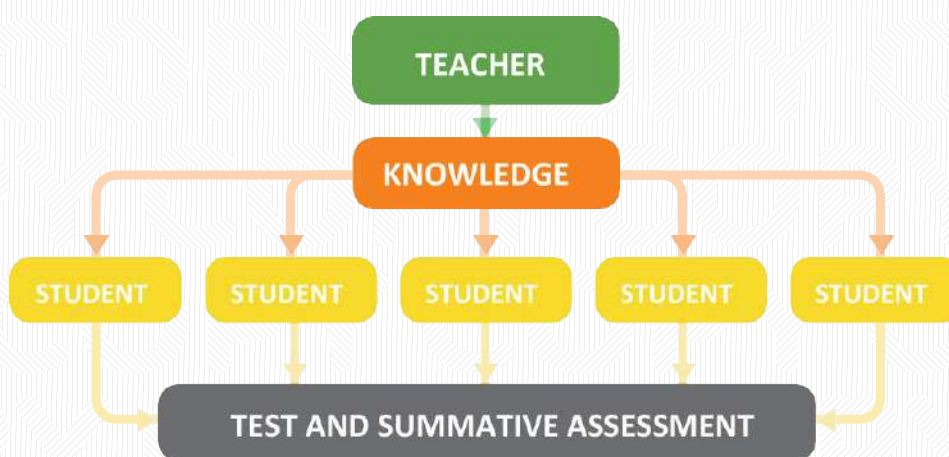 TEACHER
KNOWLEDGE
STUDENT
STUDENT
STUDENT
STUDENT
STUDENT
TEST AND SUMMATIVE ASSESSMENT